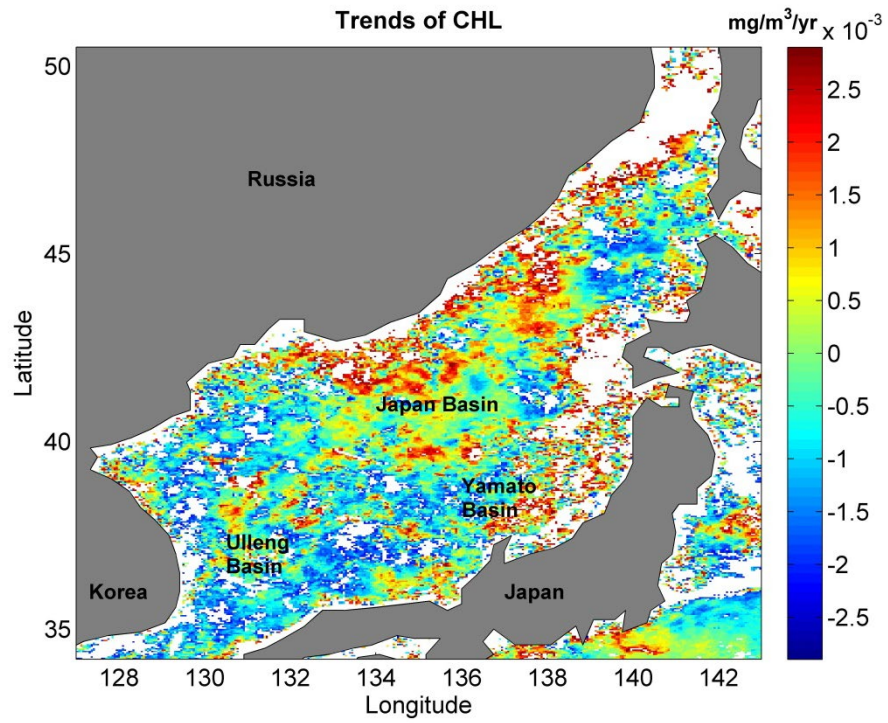 Trends of CHL
mg/m³/yr x 10⁻³
50
45
40
35
Latitude
128 130 132 134 136 138 140 142
Longitude
Russia
Japan Basin
Yamato
Basin
Ulleng
Basin
Korea
Japan
2.5
2
1.5
1
0.5
0
-0.5
-1
-1.5
-2
-2.5